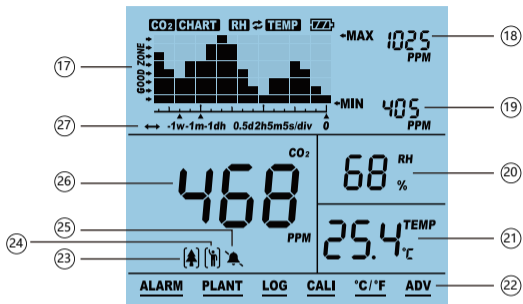 CO2 CHART RH TEMP
MAX 1025 PPM
18
17
GOOD ZONE
MIN 405 PPM
19
27
-1w-1m-1dh 0.5d2h5m5s/div 0
CO2
26
468
PPM
68 RH %
20
25
24
23
25.4 TEMP °C
21
ALARM PLANT LOG CALI °C/°F ADV
22